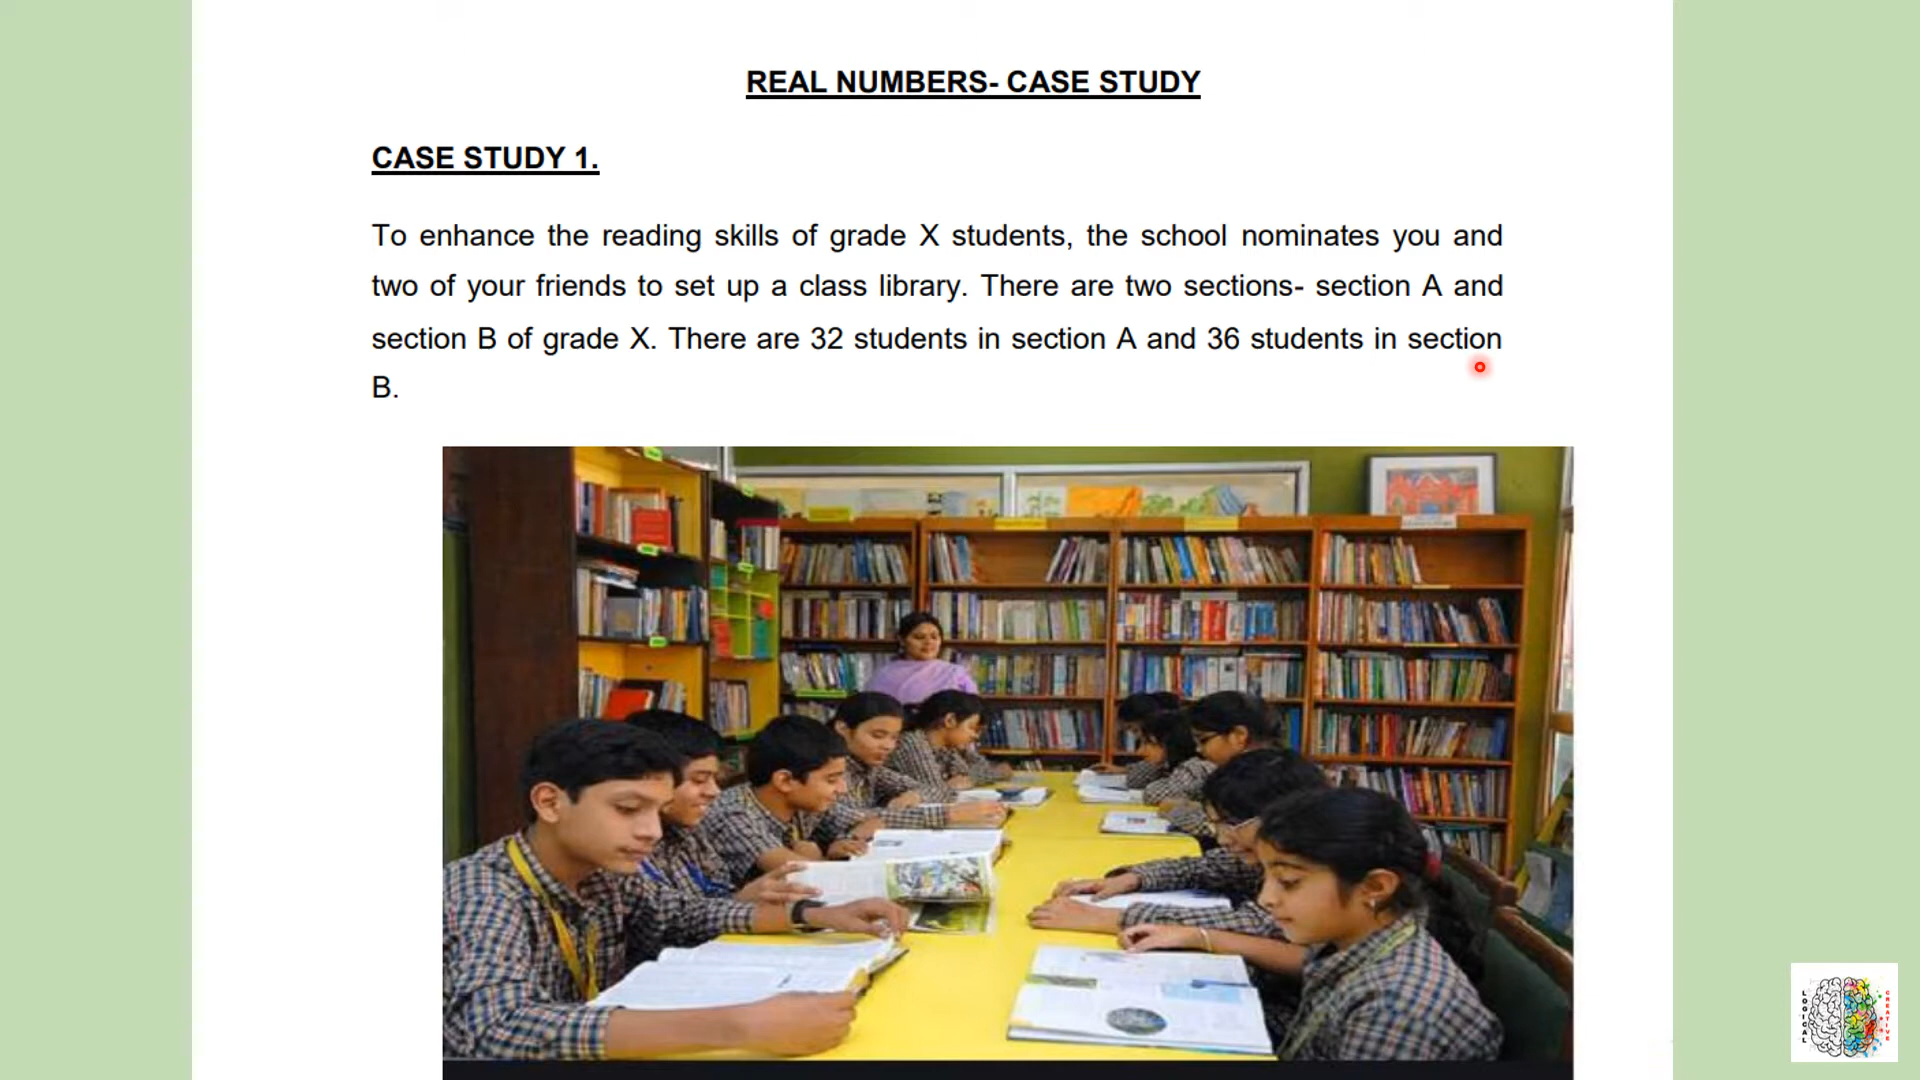 REAL NUMBERS- CASE STUDY
CASE STUDY 1.
To enhance the reading skills of grade X students, the school nominates you and
two of your friends to set up a class library. There are two sections- section A and
section B of grade X. There are 32 students in section A and 36 students in section
B.
LOGICAL
CREATIVE